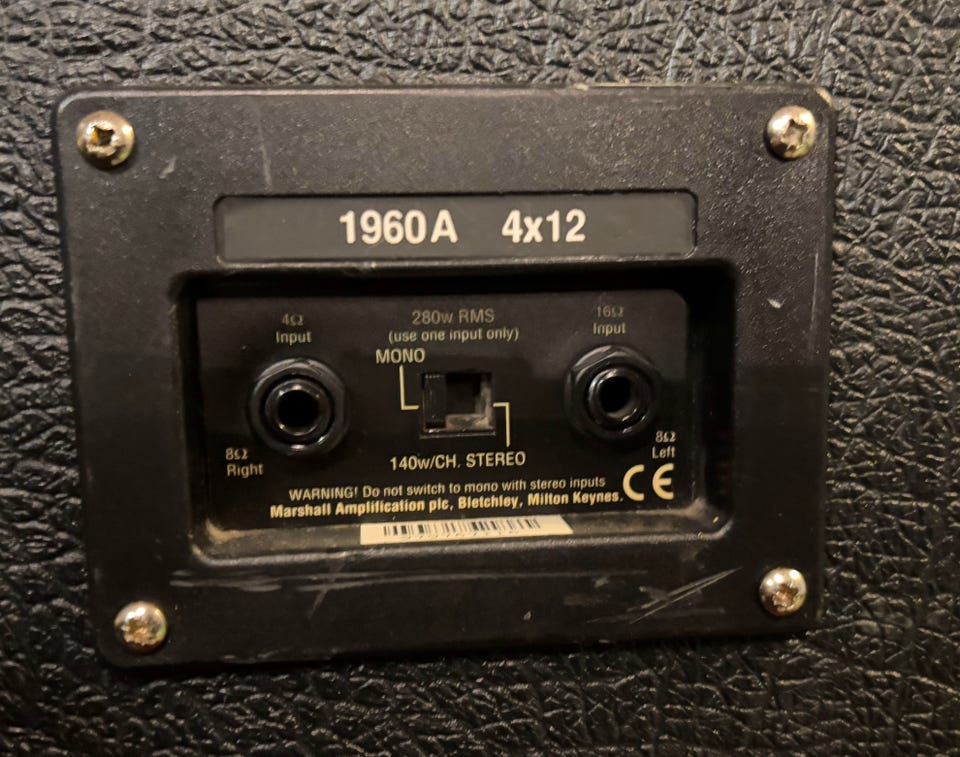 1960A 4x12
4Ω
Input
280w RMS
(use one input only)
16Ω
Input
MONO
8Ω
Right
140w/CH. STEREO
8Ω
Left
WARNING! Do not switch to mono with stereo inputs
Marshall Amplification plc, Bletchley, Milton Keynes.
CE